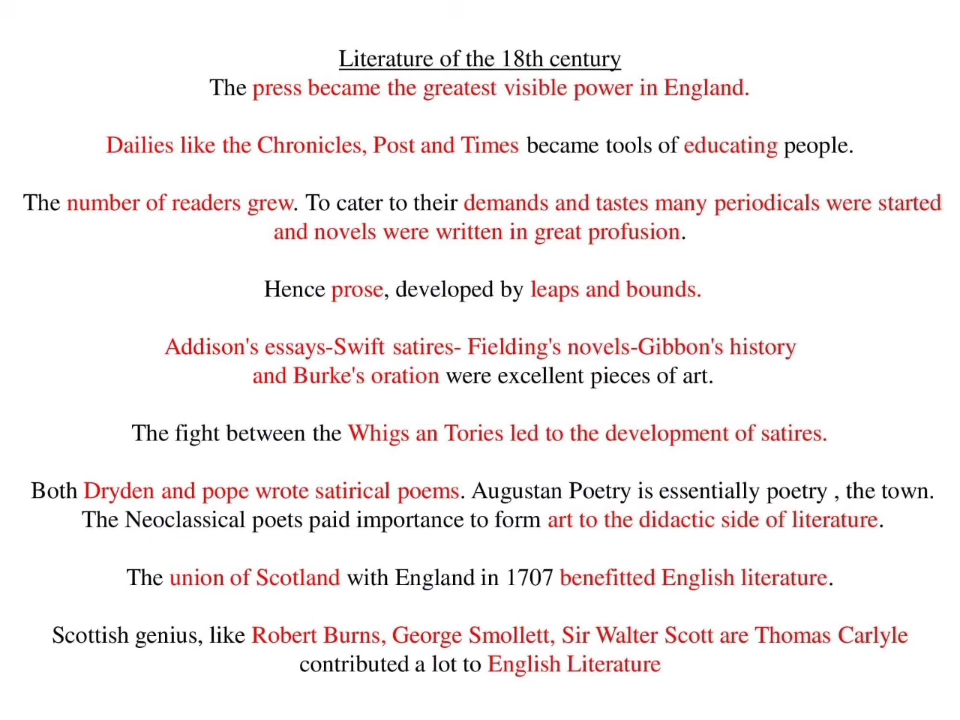 Literature of the 18th century
The press became the greatest visible power in England.
Dailies like the Chronicles, Post and Times became tools of educating people.
The number of readers grew. To cater to their demands and tastes many periodicals were started
and novels were written in great profusion.
Hence prose, developed by leaps and bounds.
Addison's essays-Swift satires- Fielding's novels-Gibbon's history
and Burke's oration were excellent pieces of art.
The fight between the Whigs an Tories led to the development of satires.
Both Dryden and pope wrote satirical poems. Augustan Poetry is essentially poetry , the town.
The Neoclassical poets paid importance to form art to the didactic side of literature.
The union of Scotland with England in 1707 benefitted English literature.
Scottish genius, like Robert Burns, George Smollett, Sir Walter Scott are Thomas Carlyle
contributed a lot to English Literature